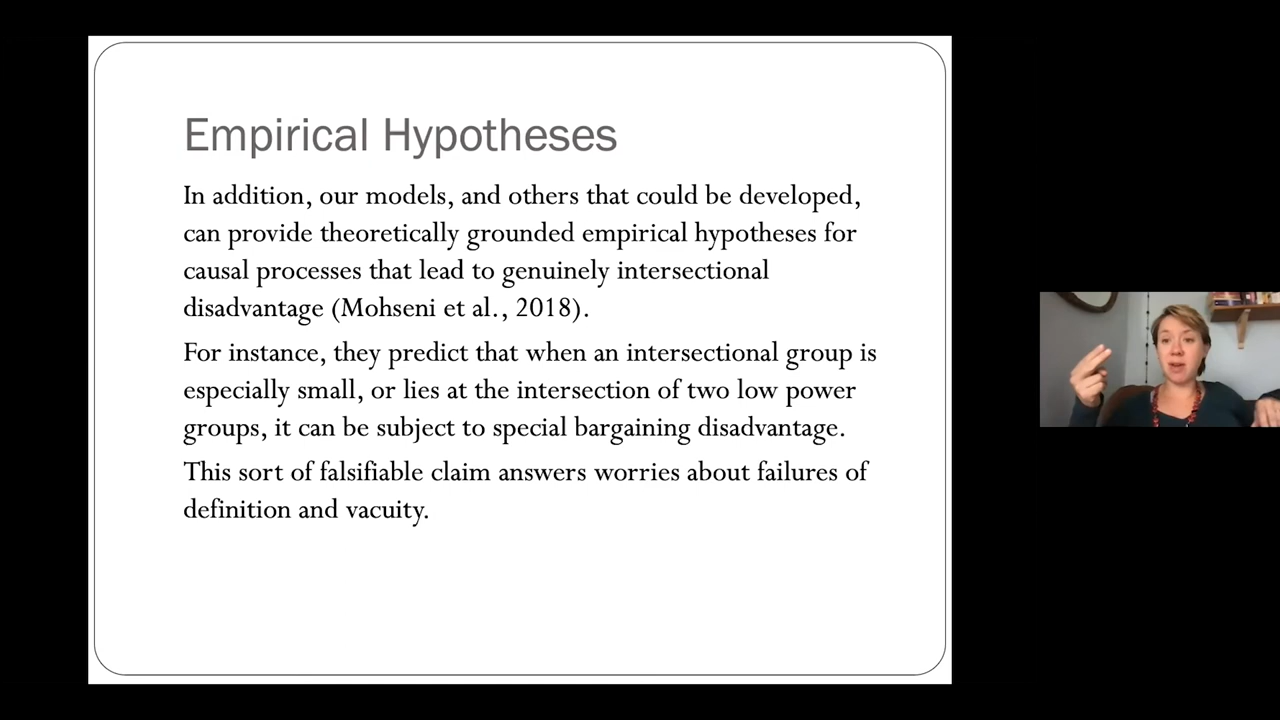 Empirical Hypotheses
In addition, our models, and others that could be developed,
can provide theoretically grounded empirical hypotheses for
causal processes that lead to genuinely intersectional
disadvantage (Mohseni et al., 2018).
For instance, they predict that when an intersectional group is
especially small, or lies at the intersection of two low power
groups, it can be subject to special bargaining disadvantage.
This sort of falsifiable claim answers worries about failures of
definition and vacuity.